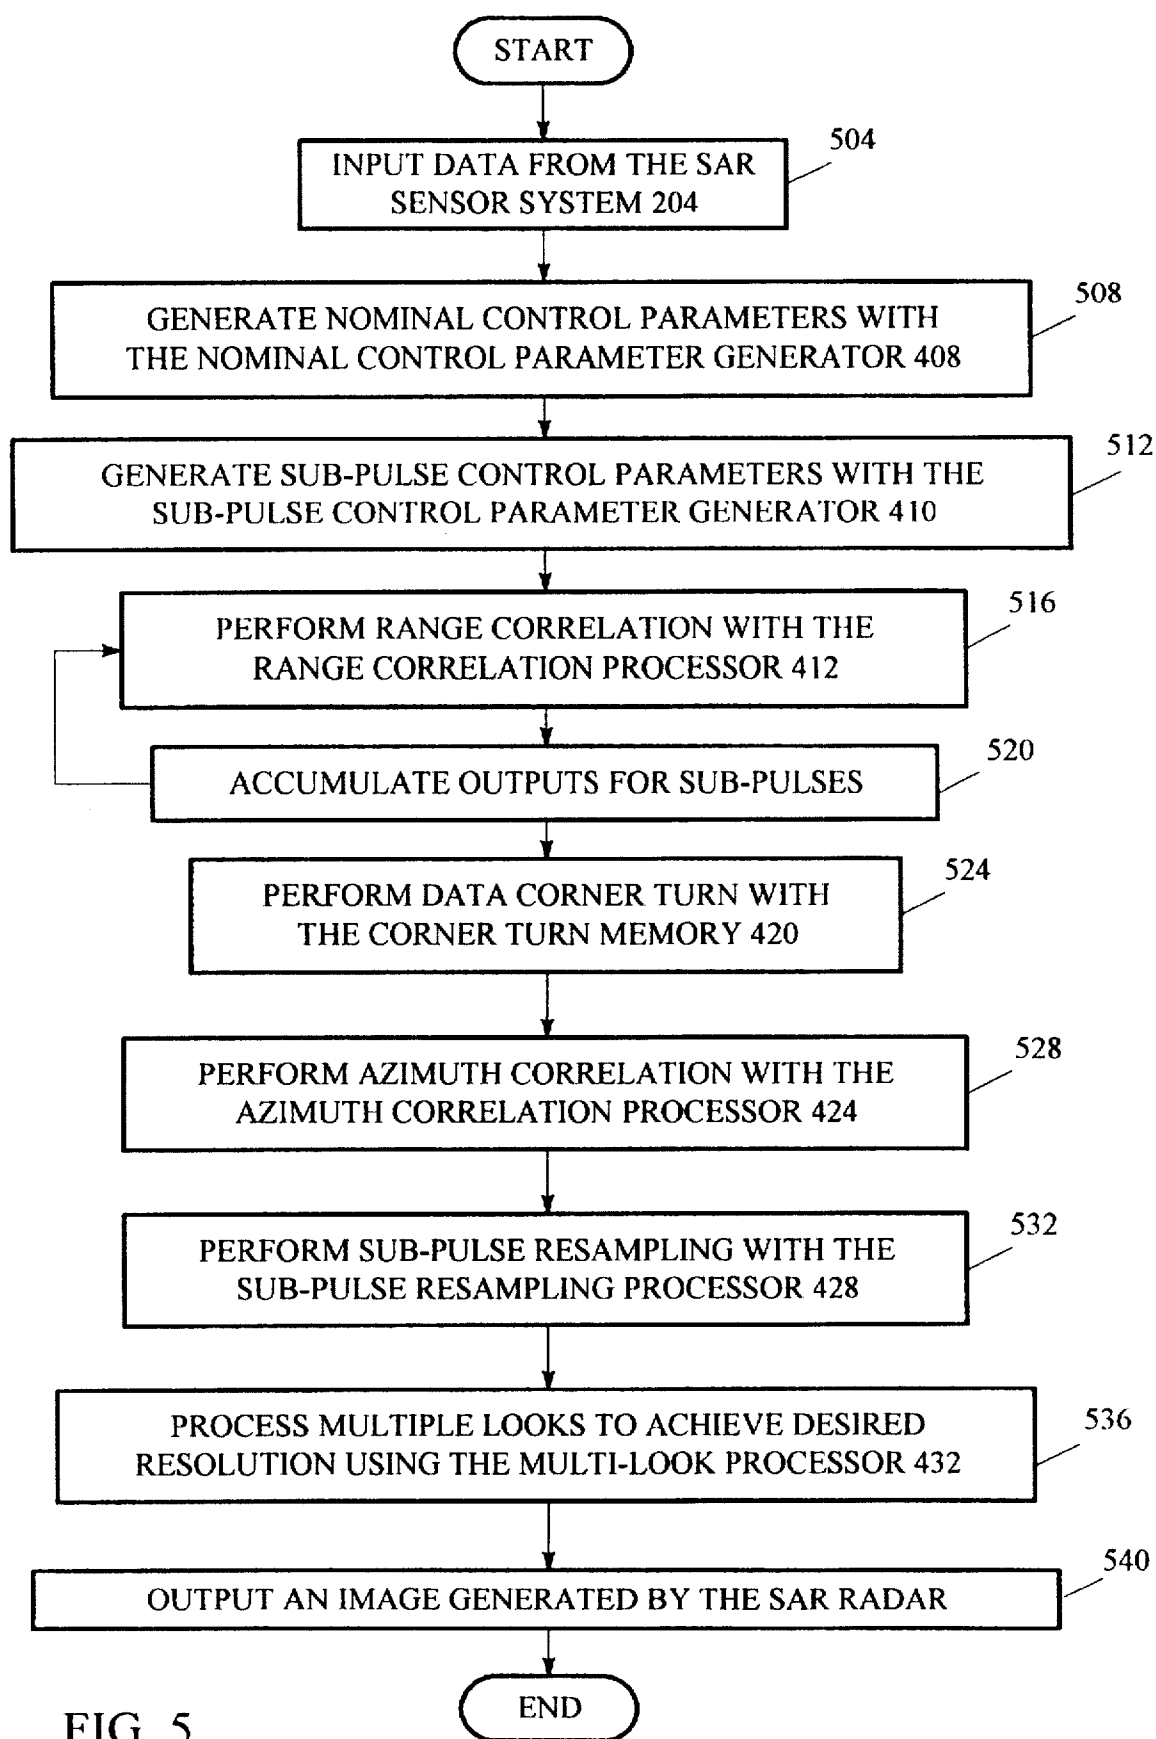 START
504
INPUT DATA FROM THE SAR
SENSOR SYSTEM 204
508
GENERATE NOMINAL CONTROL PARAMETERS WITH
THE NOMINAL CONTROL PARAMETER GENERATOR 408
512
GENERATE SUB-PULSE CONTROL PARAMETERS WITH THE
SUB-PULSE CONTROL PARAMETER GENERATOR 410
516
PERFORM RANGE CORRELATION WITH THE
RANGE CORRELATION PROCESSOR 412
520
ACCUMULATE OUTPUTS FOR SUB-PULSES
524
PERFORM DATA CORNER TURN WITH
THE CORNER TURN MEMORY 420
528
PERFORM AZIMUTH CORRELATION WITH THE
AZIMUTH CORRELATION PROCESSOR 424
532
PERFORM SUB-PULSE RESAMPLING WITH THE
SUB-PULSE RESAMPLING PROCESSOR 428
536
PROCESS MULTIPLE LOOKS TO ACHIEVE DESIRED
RESOLUTION USING THE MULTI-LOOK PROCESSOR 432
540
OUTPUT AN IMAGE GENERATED BY THE SAR RADAR
END
FIG. 5